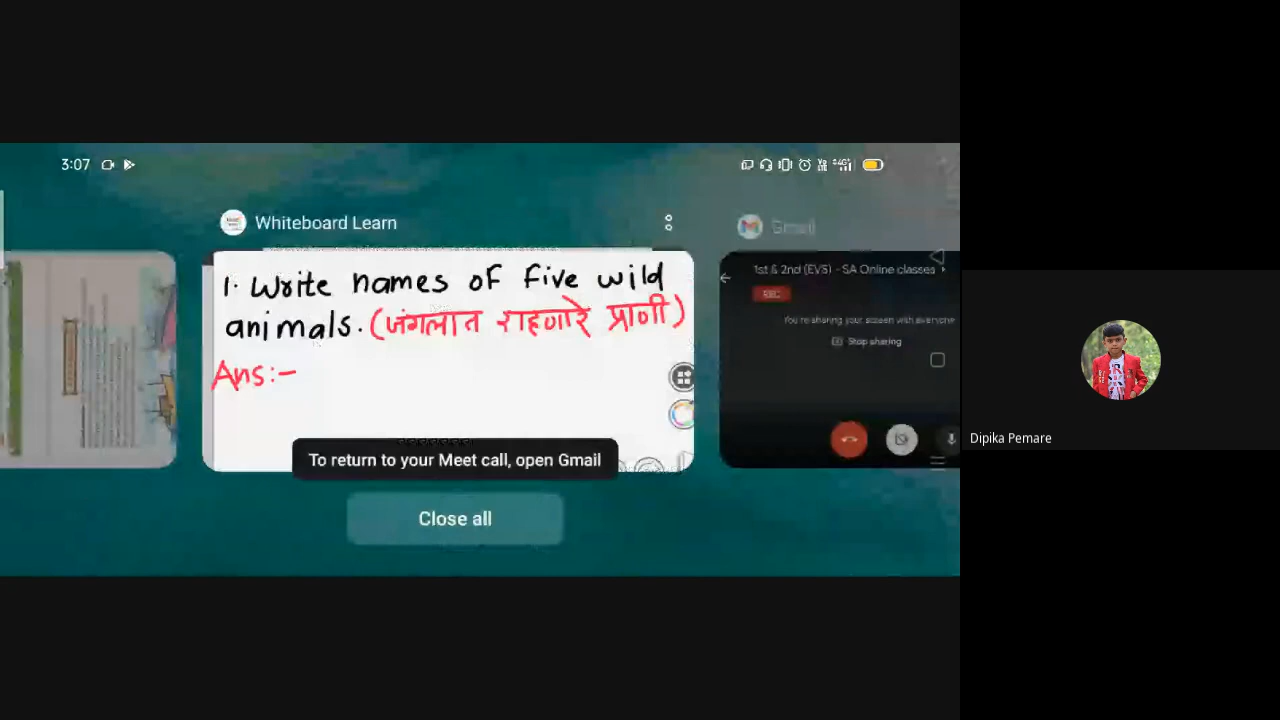 3:07
Whiteboard Learn
Gmail
1. Write names of five wild
animals. (जंगलात राहणारे प्राणी)
Ans:-
1st & 2nd (EVS) - SA Online classes
REC
You're sharing your screen with everyone
Stop sharing
To return to your Meet call, open Gmail
Close all
Dipika Pemare